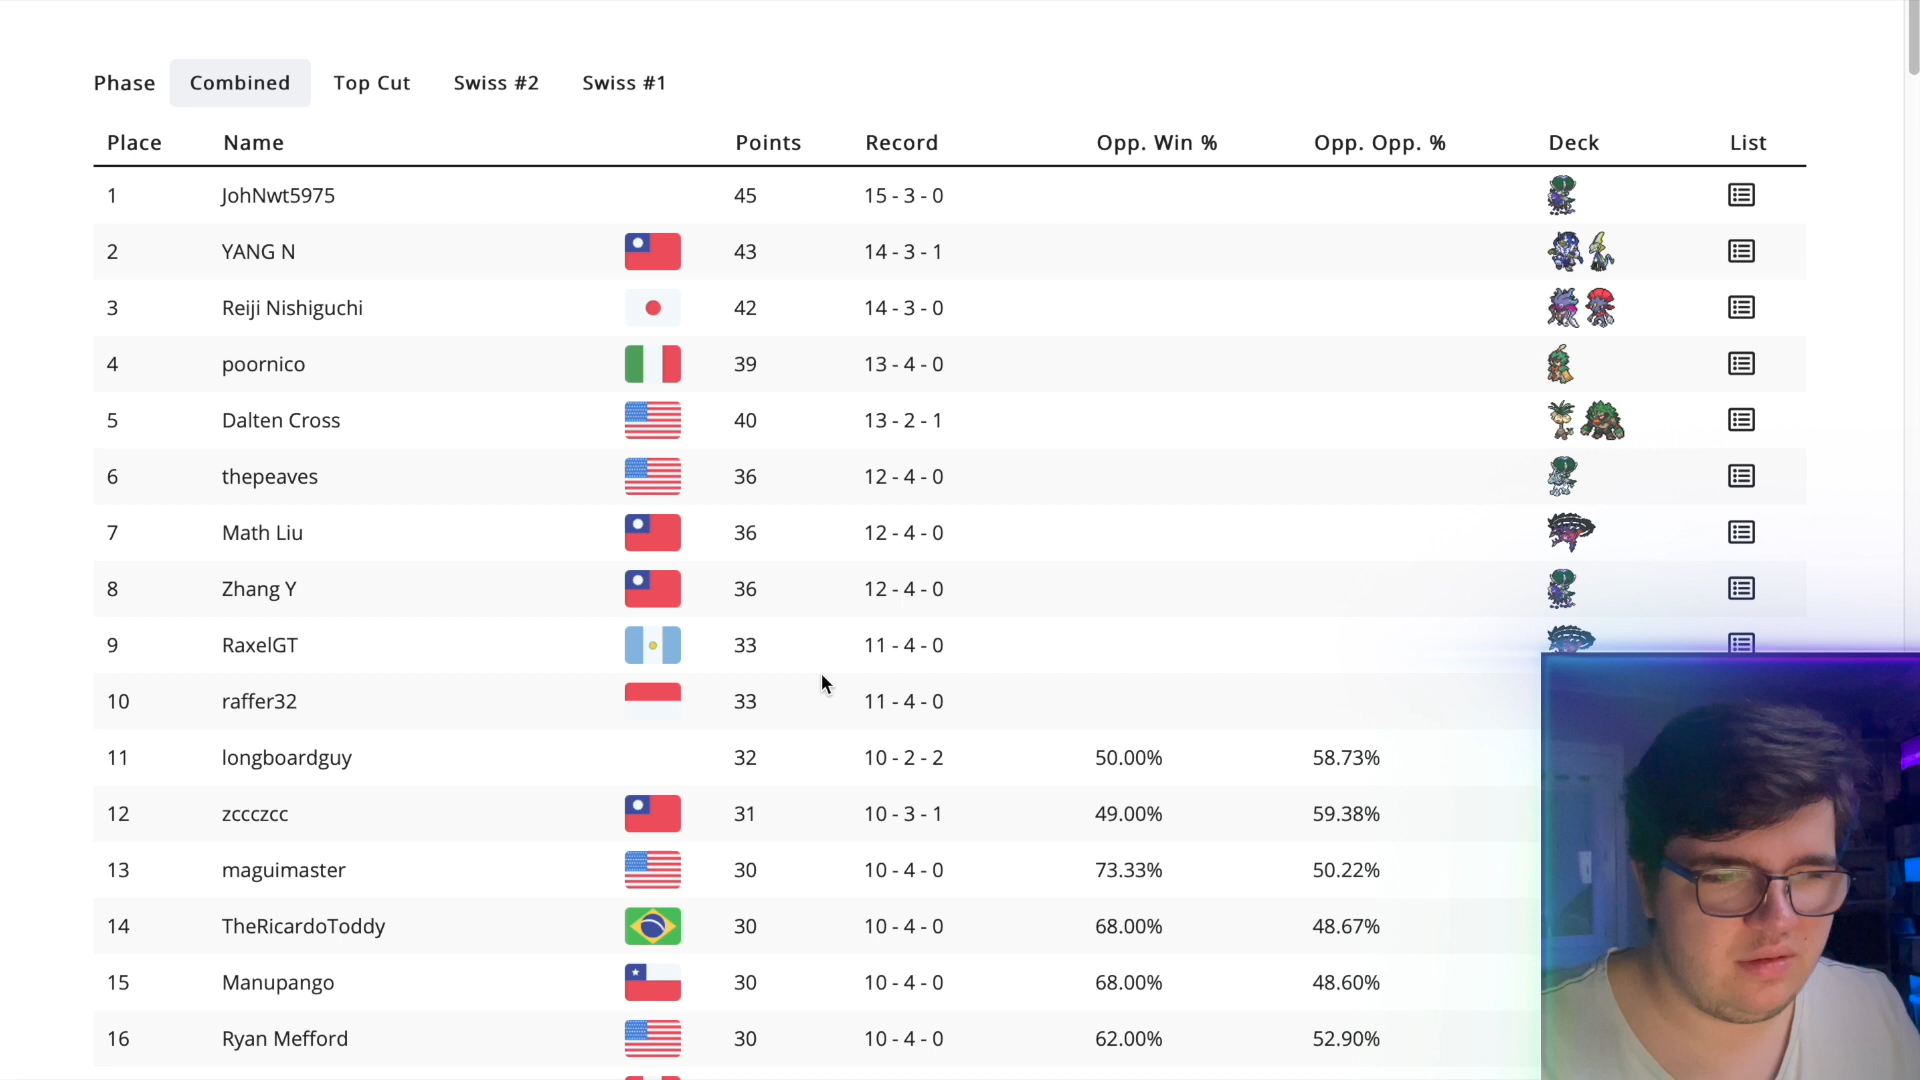 Phase Combined Top Cut Swiss #2 Swiss #1
Place Name Points Record Opp. Win % Opp. Opp. % Deck List
1 JohNwt5975 45 15 - 3 - 0
2 YANG N 43 14 - 3 - 1
3 Reiji Nishiguchi 42 14 - 3 - 0
4 poornico 39 13 - 4 - 0
5 Dalten Cross 40 13 - 2 - 1
6 thepeaves 36 12 - 4 - 0
7 Math Liu 36 12 - 4 - 0
8 Zhang Y 36 12 - 4 - 0
9 RaxelGT 33 11 - 4 - 0
10 raffer32 33 11 - 4 - 0
11 longboardguy 32 10 - 2 - 2 50.00% 58.73%
12 zccczcc 31 10 - 3 - 1 49.00% 59.38%
13 maguimaster 30 10 - 4 - 0 73.33% 50.22%
14 TheRicardoToddy 30 10 - 4 - 0 68.00% 48.67%
15 Manupango 30 10 - 4 - 0 68.00% 48.60%
16 Ryan Mefford 30 10 - 4 - 0 62.00% 52.90%